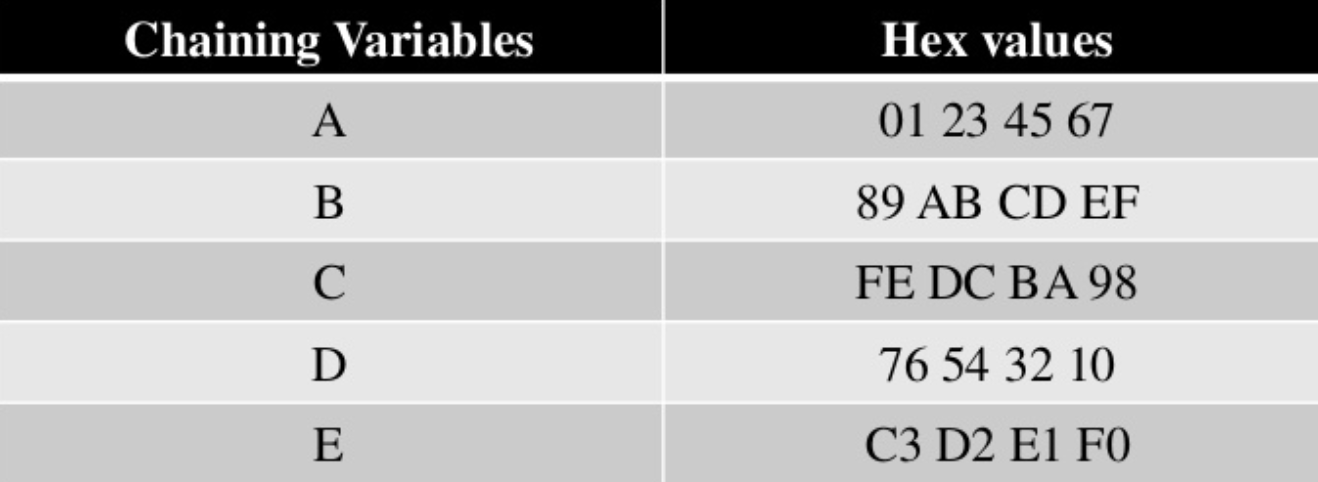 Chaining Variables Hex values
A 01 23 45 67
B 89 AB CD EF
C FE DC BA 98
D 76 54 32 10
E C3 D2 E1 F0